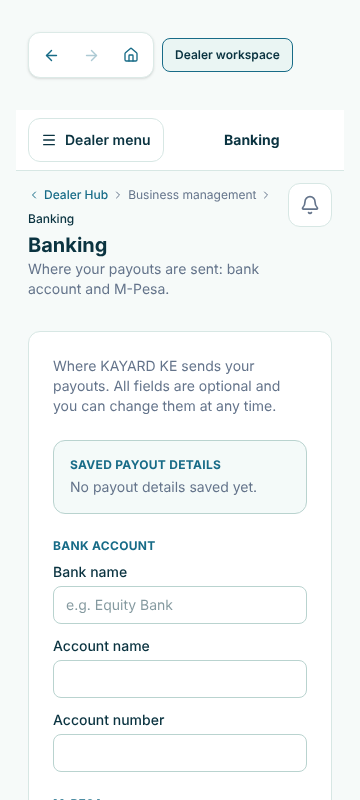 Dealer workspace
Dealer menu
Banking
Dealer Hub
Business management
Banking
Banking
Where your payouts are sent: bank
account and M-Pesa.
Where KAYARD KE sends your
payouts. All fields are optional and
you can change them at any time.
SAVED PAYOUT DETAILS
No payout details saved yet.
BANK ACCOUNT
Bank name
e.g. Equity Bank
Account name
Account number